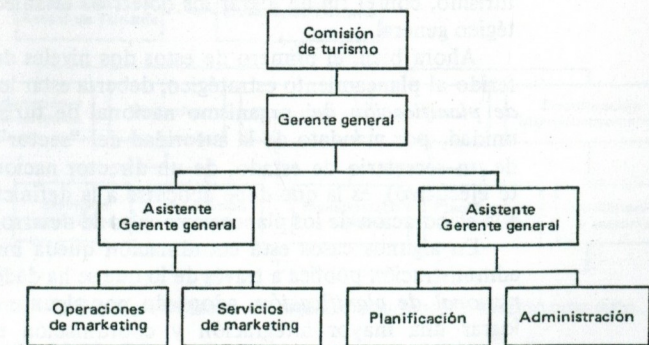 Comisión
de turismo
Gerente general
Asistente
Gerente general
Asistente
Gerente general
Operaciones
de marketing
Servicios
de marketing
Planificación
Administración